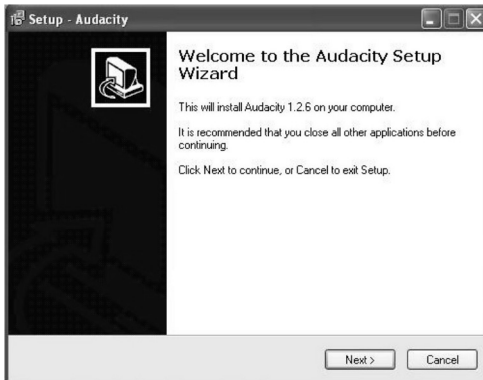 Setup - Audacity
Welcome to the Audacity Setup
Wizard
This will install Audacity 1.2.6 on your computer.
It is recommended that you close all other applications before
continuing.
Click Next to continue, or Cancel to exit Setup.
Next >
Cancel